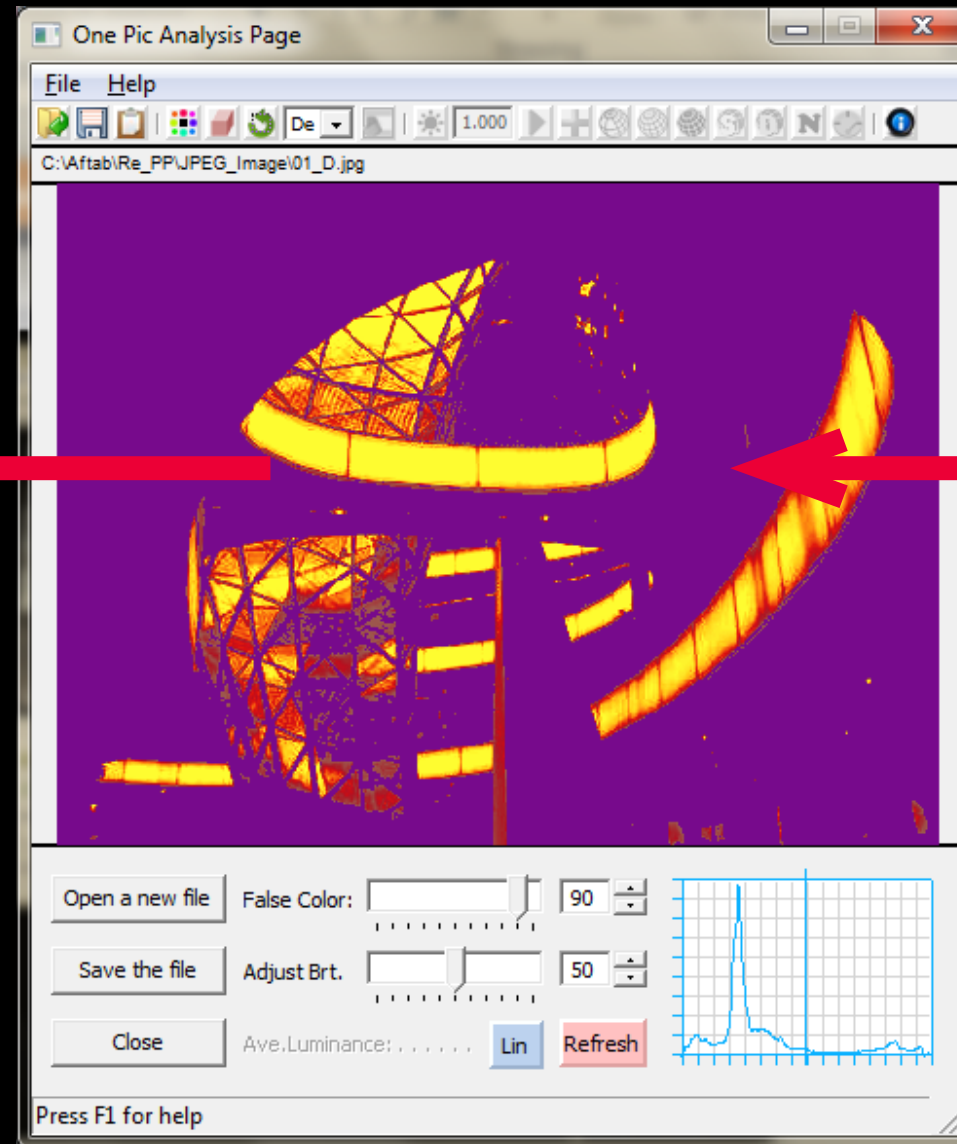 One Pic Analysis Page
File Help
De 1.000 N
C:\Aftab\Re_PP\JPEG_Image\01_D.jpg
Open a new file False Color: 90
Save the file Adjust Brt. 50
Close Ave.Luminance: . . . . . . Lin Refresh
Press F1 for help